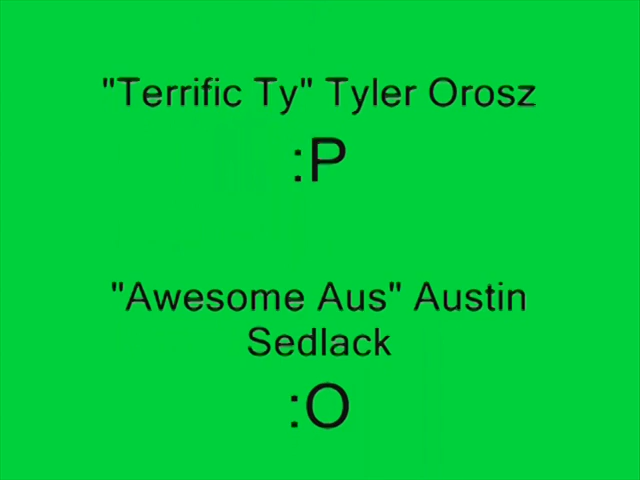 "Terrific Ty" Tyler Orosz
:P
"Awesome Aus" Austin
Sedlack
:O